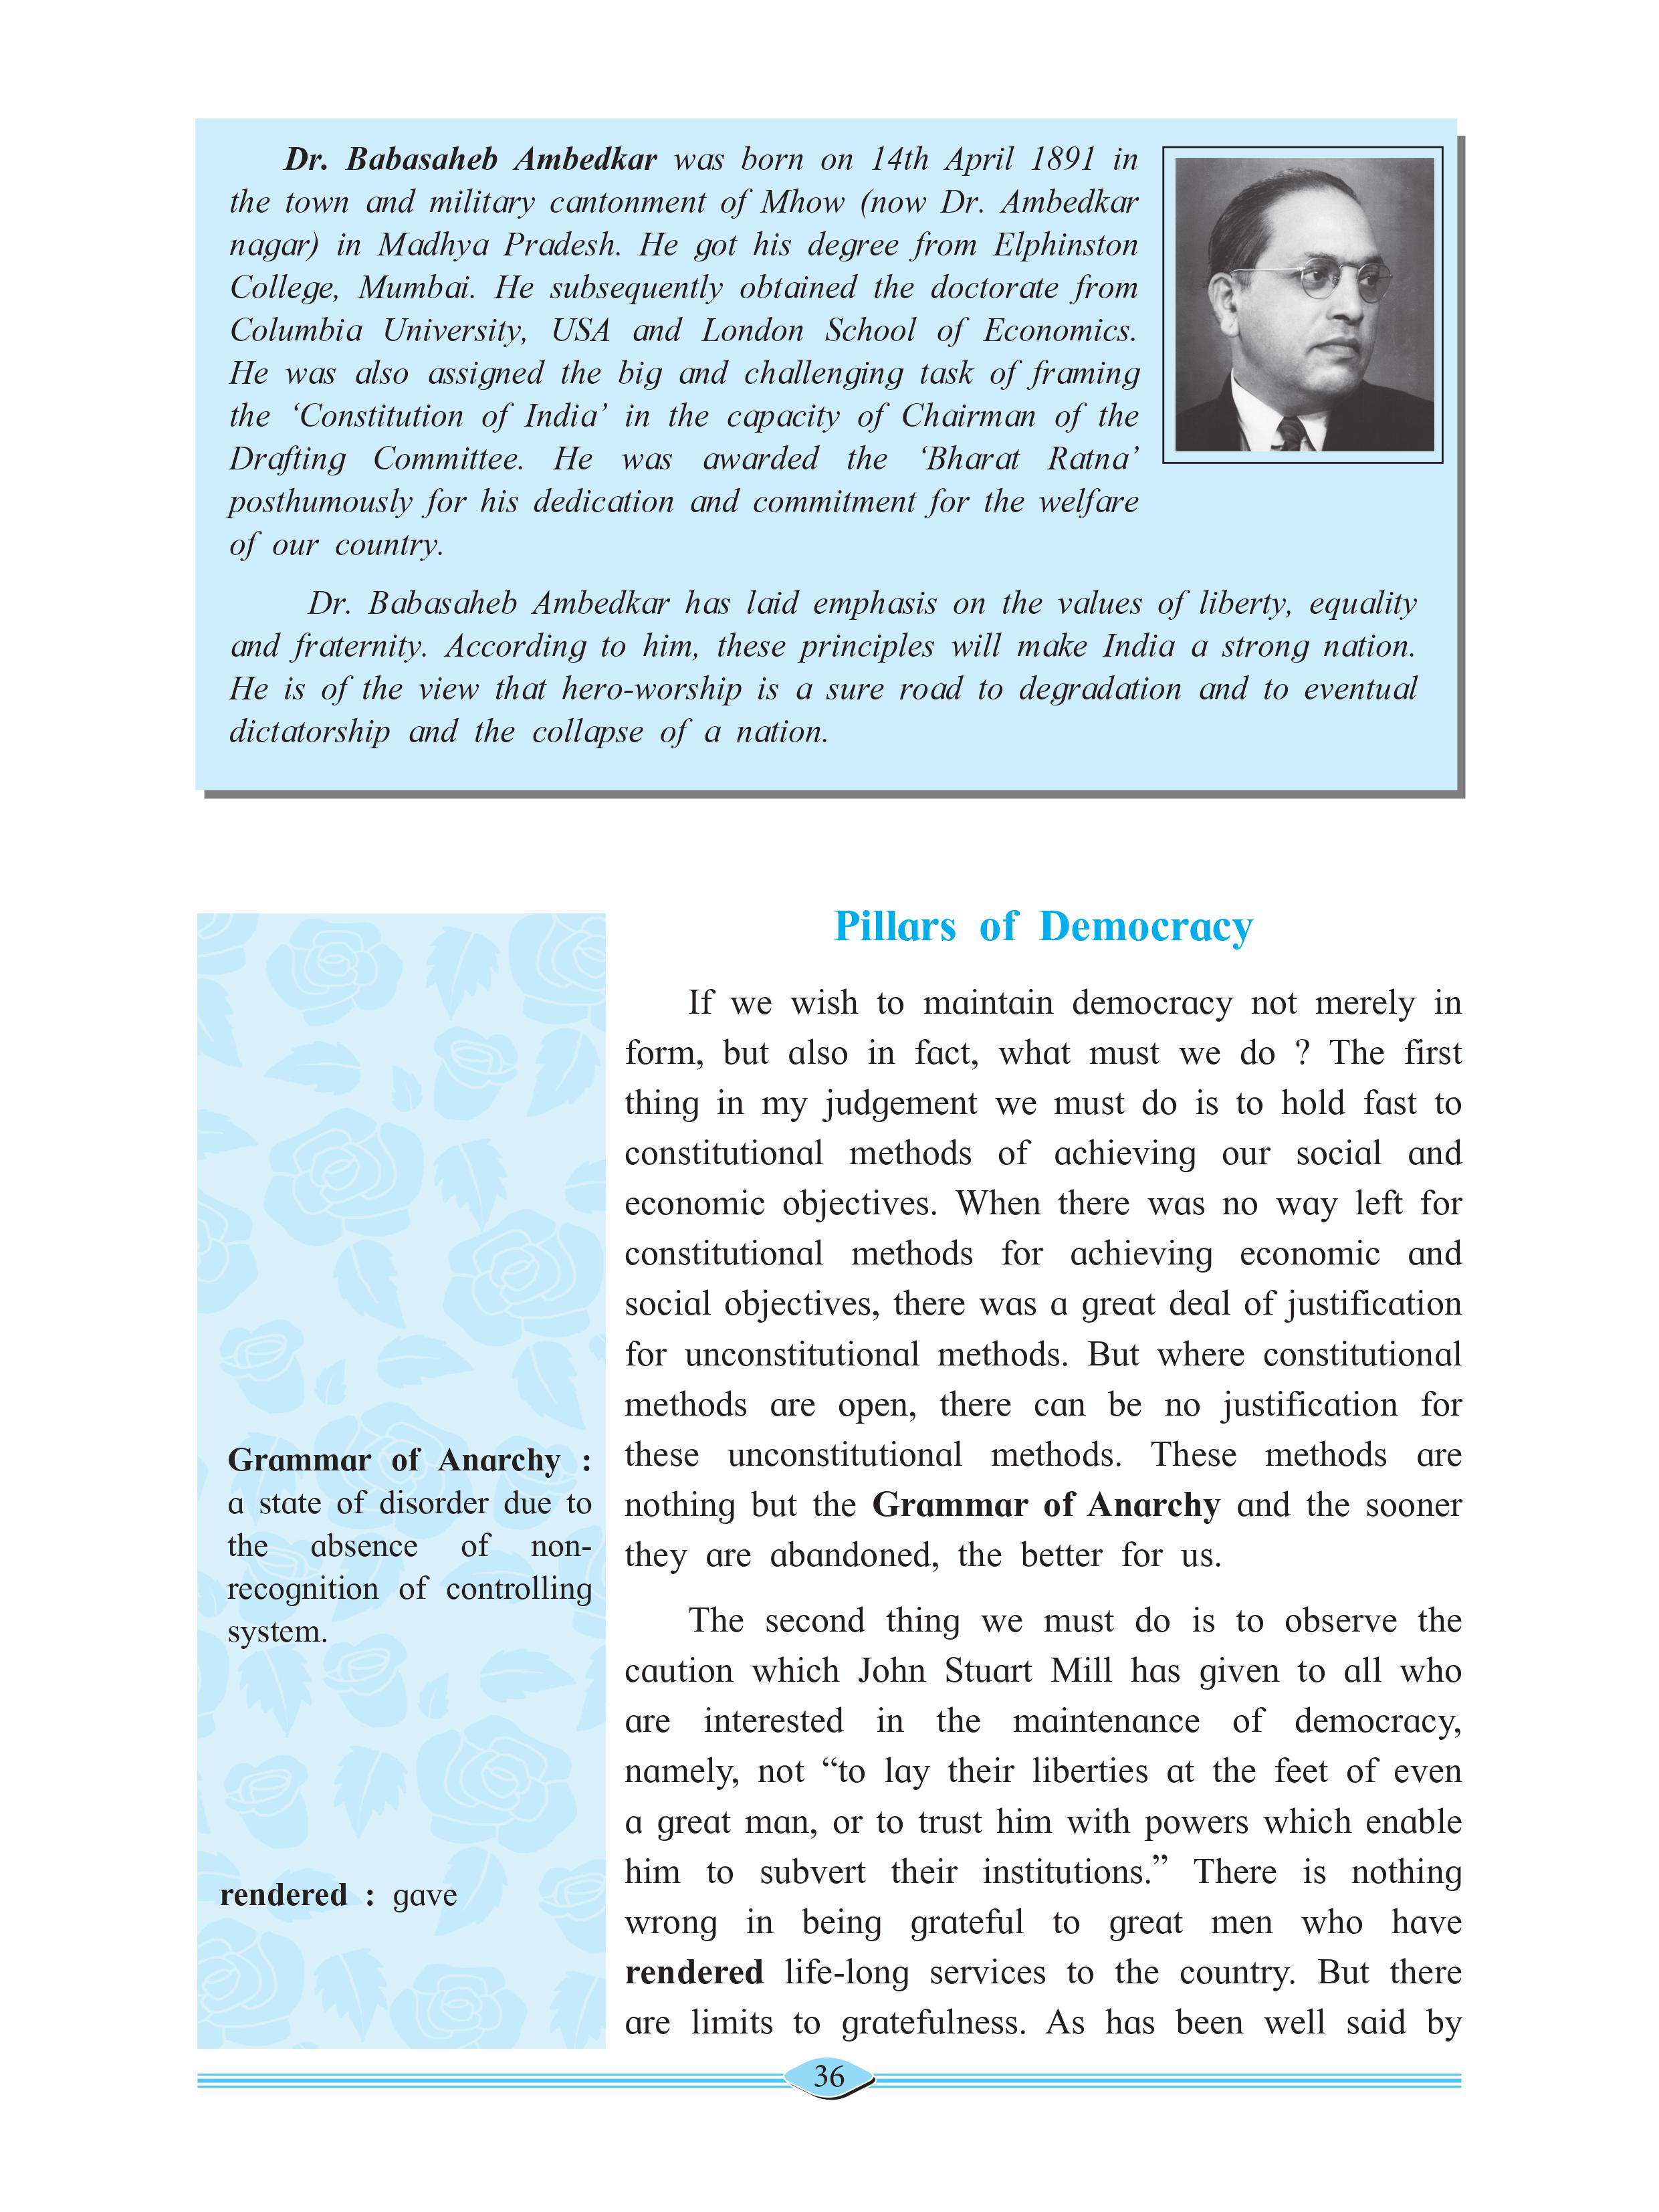 Dr. Babasaheb Ambedkar was born on 14th April 1891 in
the town and military cantonment of Mhow (now Dr. Ambedkar
nagar) in Madhya Pradesh. He got his degree from Elphinston
College, Mumbai. He subsequently obtained the doctorate from
Columbia University, USA and London School of Economics.
He was also assigned the big and challenging task of framing
the ‘Constitution of India’ in the capacity of Chairman of the
Drafting Committee. He was awarded the ‘Bharat Ratna’
posthumously for his dedication and commitment for the welfare
of our country.
Dr. Babasaheb Ambedkar has laid emphasis on the values of liberty, equality
and fraternity. According to him, these principles will make India a strong nation.
He is of the view that hero-worship is a sure road to degradation and to eventual
dictatorship and the collapse of a nation.
Pillars of Democracy
If we wish to maintain democracy not merely in
form, but also in fact, what must we do ? The first
thing in my judgement we must do is to hold fast to
constitutional methods of achieving our social and
economic objectives. When there was no way left for
constitutional methods for achieving economic and
social objectives, there was a great deal of justification
for unconstitutional methods. But where constitutional
methods are open, there can be no justification for
these unconstitutional methods. These methods are
nothing but the Grammar of Anarchy and the sooner
they are abandoned, the better for us.
The second thing we must do is to observe the
caution which John Stuart Mill has given to all who
are interested in the maintenance of democracy,
namely, not “to lay their liberties at the feet of even
a great man, or to trust him with powers which enable
him to subvert their institutions.” There is nothing
wrong in being grateful to great men who have
rendered life-long services to the country. But there
are limits to gratefulness. As has been well said by
Grammar of Anarchy :
a state of disorder due to
the absence of non-
recognition of controlling
system.
rendered : gave
36